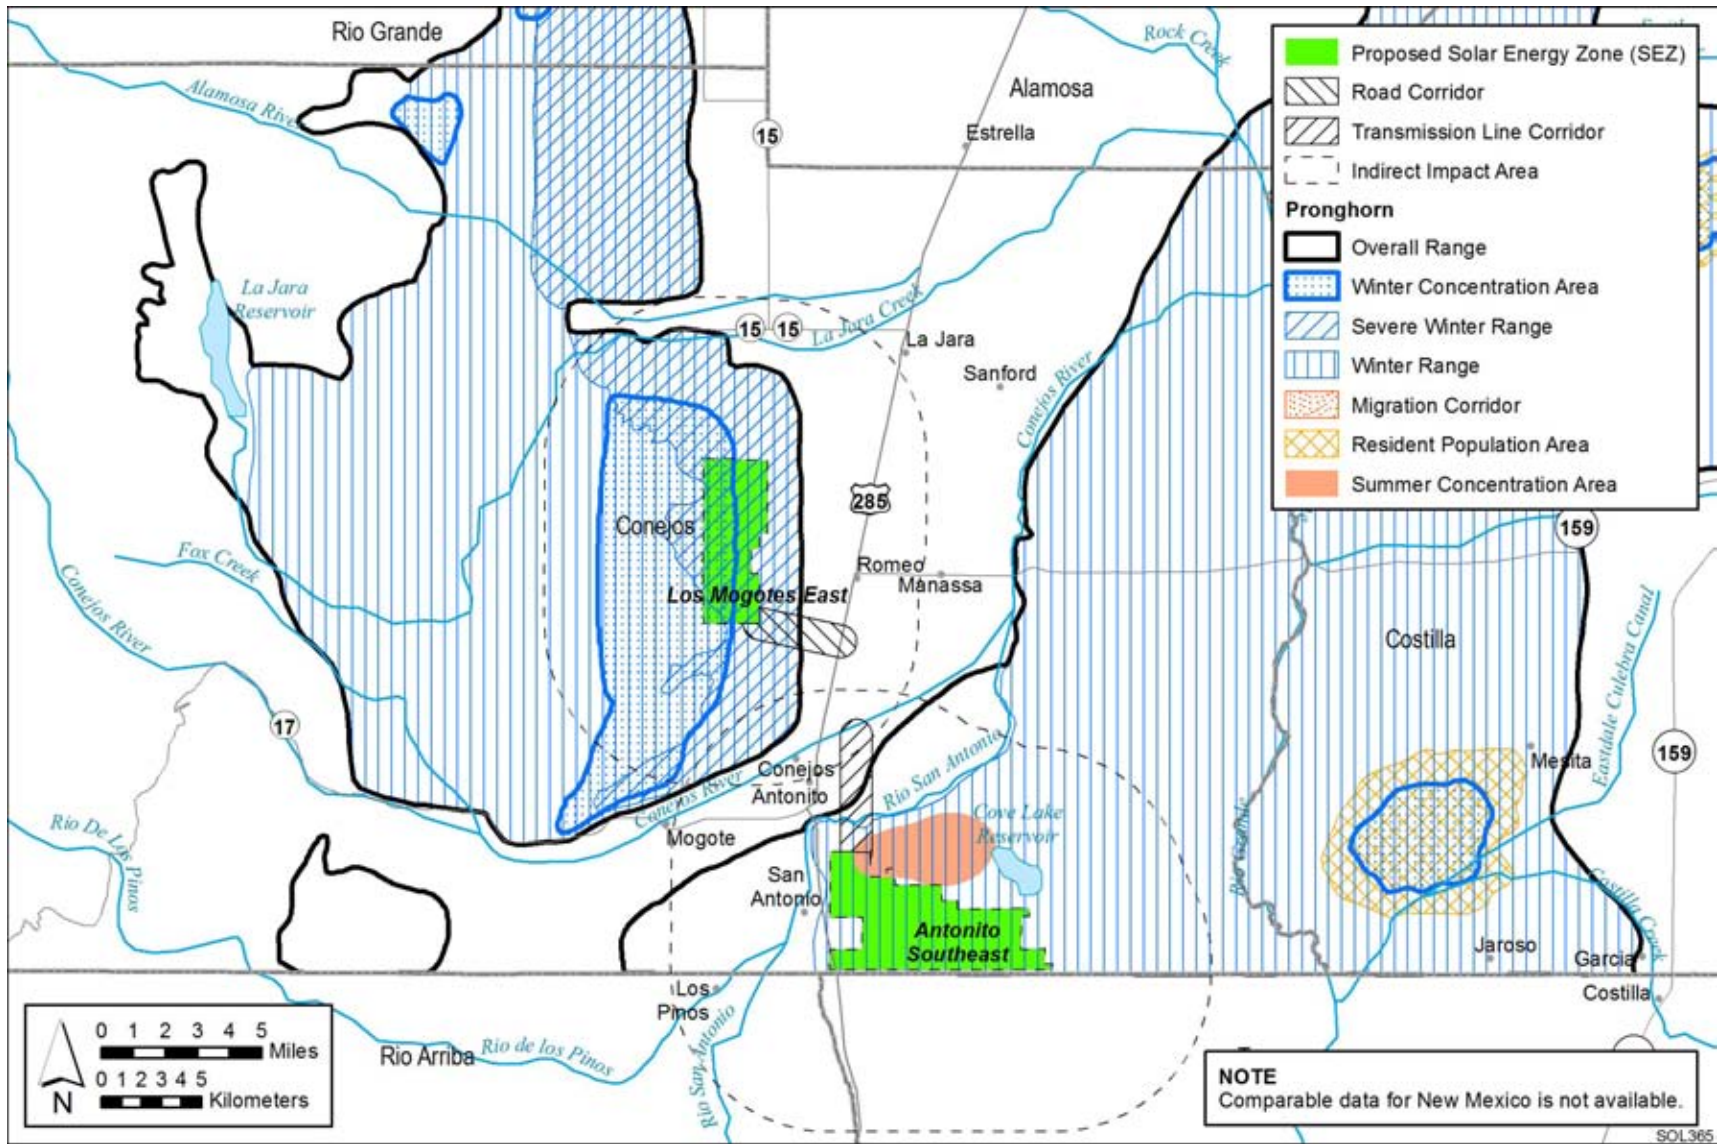 Rio Grande
Alamosa River
Rock Creek
Alamosa
15
Estrella
La Jara
Reservoir
15
15
La Jara Creek
La Jara
Sanford
Conejos River
285
Conejos
Fox Creek
Conejos River
Romeo
Manassa
Los Mogotes East
159
Costilla
Eastdale Culebra Canal
17
159
Conejos
Antonito
Conejos River
Mogote
Rio San Antonio
Cove Lake
Reservoir
Mesita
Rio Grande
Rio De Los Pinos
San
Antonio
Antonito
Southeast
Costilla Creek
Jaroso
Garcia
Costilla
Los
Pinos
Rio San Antonio
Rio Arriba
Rio de los Pinos
Proposed Solar Energy Zone (SEZ)
Road Corridor
Transmission Line Corridor
Indirect Impact Area
Pronghorn
Overall Range
Winter Concentration Area
Severe Winter Range
Winter Range
Migration Corridor
Resident Population Area
Summer Concentration Area
N
0 1 2 3 4 5
Miles
0 1 2 3 4 5
Kilometers
NOTE
Comparable data for New Mexico is not available.
SOL365